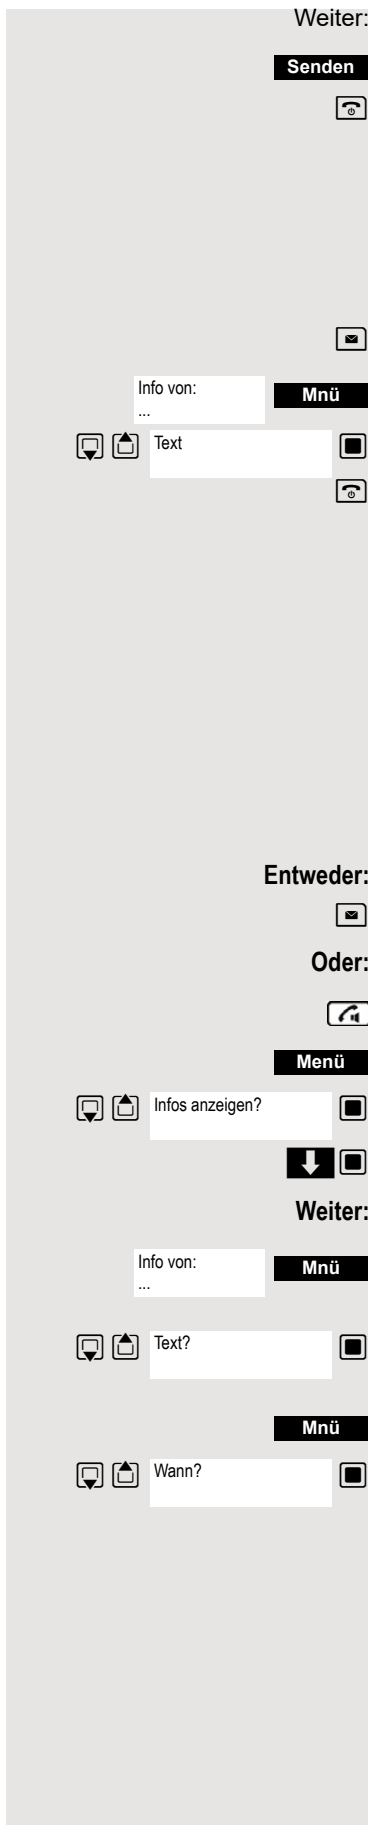 Weiter:
Senden
Info von:
...
Mnü
Text
Entweder:
Oder:
Menü
Infos anzeigen?
Weiter:
Info von:
...
Mnü
Text?
Mnü
Wann?